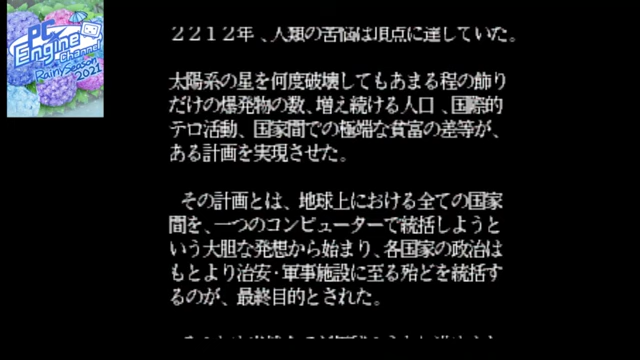 PC
Engine
Channel
Rainy Season
2021
２２１２年、人類の苦悩は頂点に達していた。
太陽系の星を何度破壊してもあまる程の飾り
だけの爆発物の数、増え続ける人口、国際的
テロ活動、国家間での極端な貧富の差等が、
ある計画を実現させた。
その計画とは、地球上における全ての国家
間を、一つのコンピューターで統括しようと
いう大胆な発想から始まり、各国家の政治は
もとより治安・軍事施設に至る殆どを統括す
るのが、最終目的とされた。